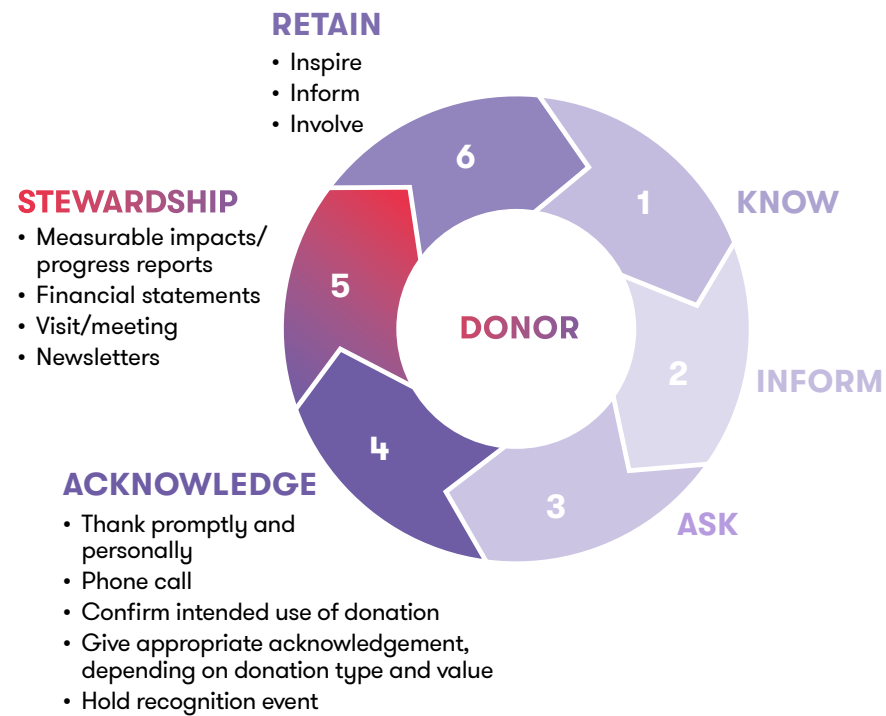 RETAIN
• Inspire
• Inform
• Involve
6
1
KNOW
STEWARDSHIP
• Measurable impacts/
progress reports
• Financial statements
• Visit/meeting
• Newsletters
5
DONOR
2
INFORM
4
3
ASK
ACKNOWLEDGE
• Thank promptly and
personally
• Phone call
• Confirm intended use of donation
• Give appropriate acknowledgement,
depending on donation type and value
• Hold recognition event